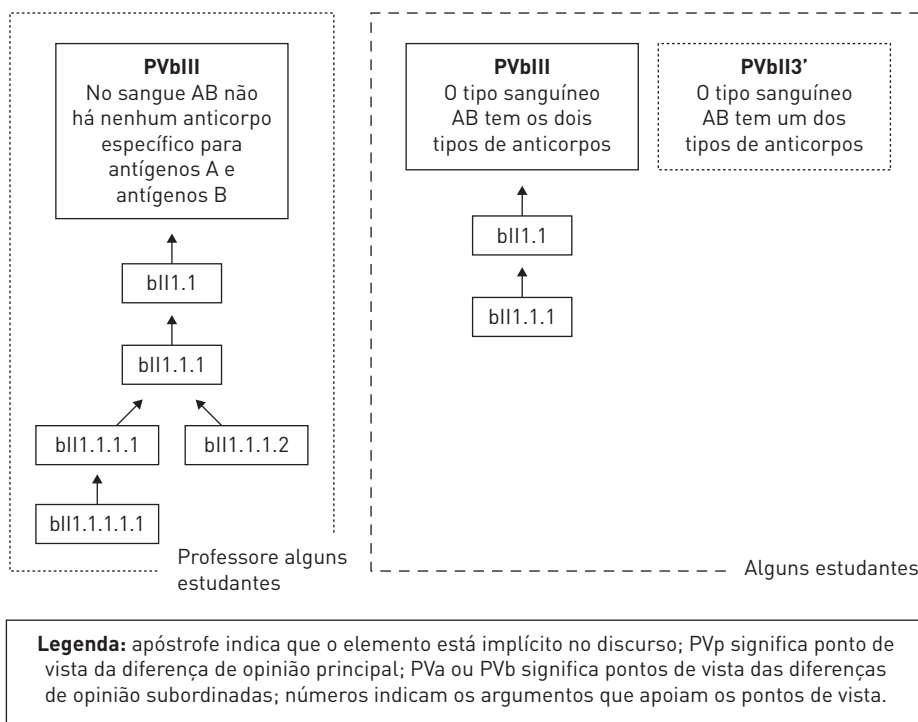 PVbIII
No sangue AB não
há nenhum anticorpo
específico para
antígenos A e
antígenos B
bII1.1
bII1.1.1
bII1.1.1.1
bII1.1.1.2
bII1.1.1.1.1
Professore alguns
estudantes
PVbIII
O tipo sanguíneo
AB tem os dois
tipos de anticorpos
bII1.1
bII1.1.1
PVbII3’
O tipo sanguíneo
AB tem um dos
tipos de anticorpos
Alguns estudantes
Legenda: apóstrofe indica que o elemento está implícito no discurso; PVp significa ponto de
vista da diferença de opinião principal; PVa ou PVb significa pontos de vista das diferenças
de opinião subordinadas; números indicam os argumentos que apoiam os pontos de vista.